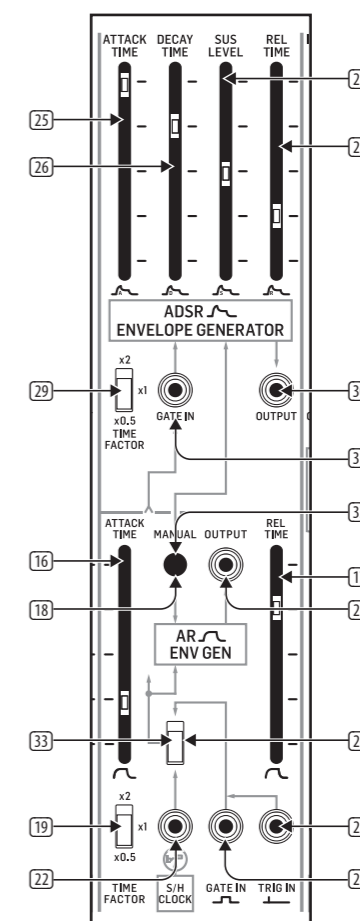 ATTACK TIME DECAY TIME SUS LEVEL REL TIME
25
26
A D S R
ADSR
ENVELOPE GENERATOR
x2
29 x1
x0.5
TIME
FACTOR
GATE IN OUTPUT
ATTACK TIME MANUAL OUTPUT REL TIME
16
18
AR
ENV GEN
33
x2
19 x1
x0.5
22
TIME
FACTOR
S/H
CLOCK
GATE IN TRIG IN